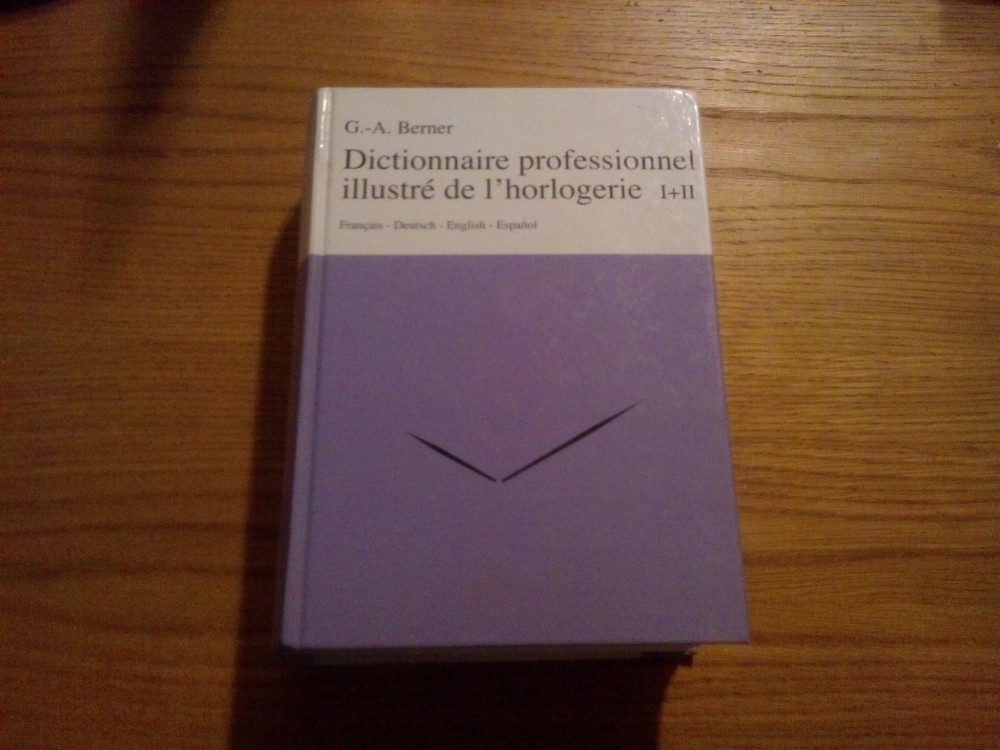 G.-A. Berner
Dictionnaire professionnel
illustré de l'horlogerie I+II
Français - Deutsch - English - Español